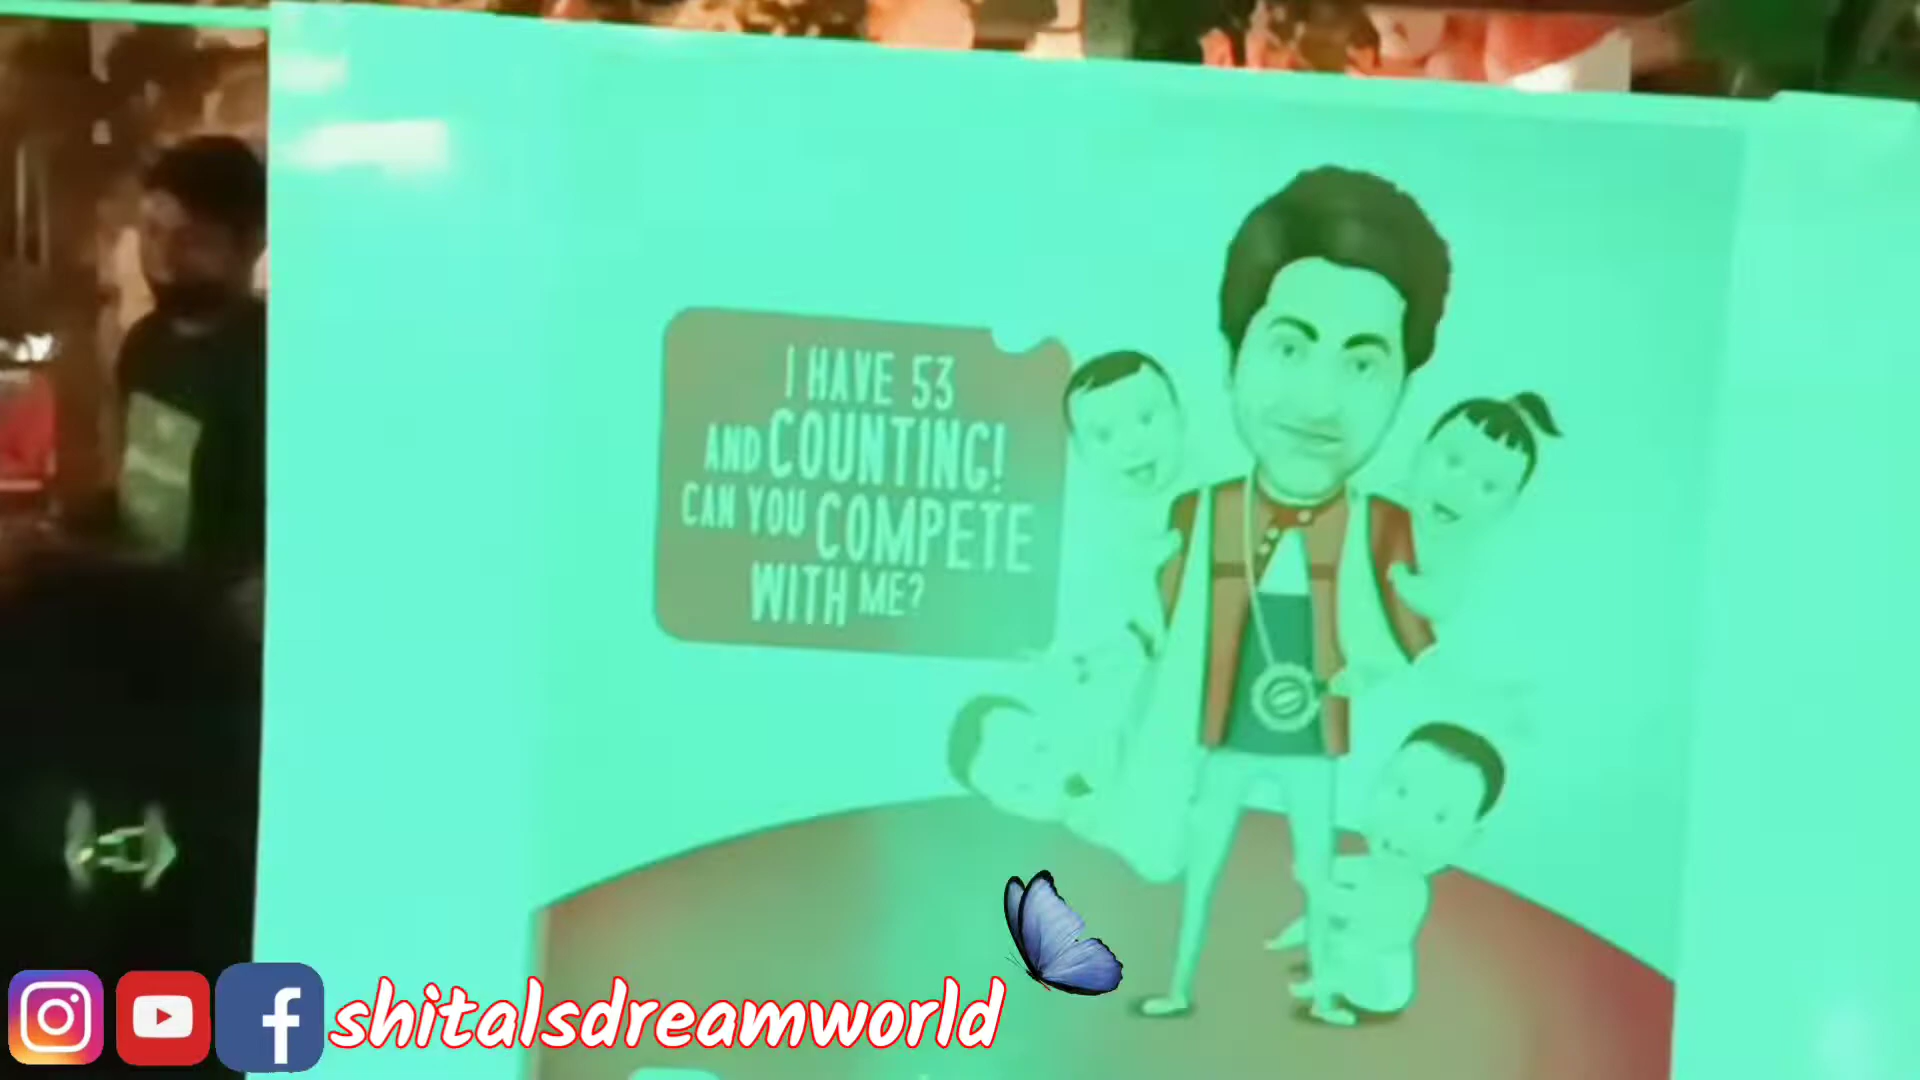 I HAVE 53
AND COUNTING!
CAN YOU COMPETE
WITH ME?
shitalsdreamworld